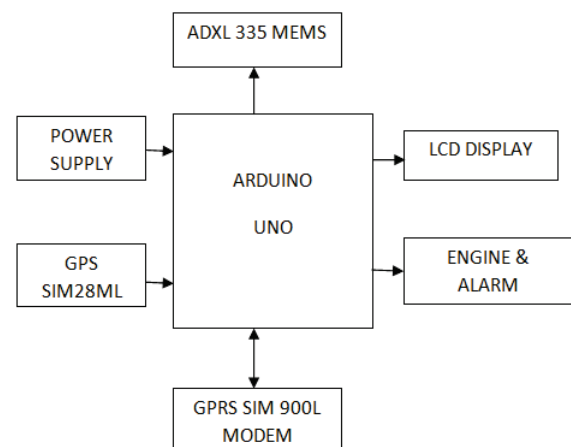 ADXL 335 MEMS
POWER
SUPPLY
ARDUINO
UNO
LCD DISPLAY
GPS
SIM28ML
ENGINE &
ALARM
GPRS SIM 900L
MODEM